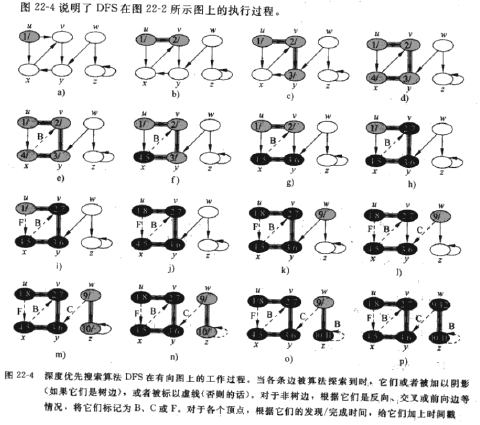 图 22-4 说明了 DFS 在图 22-2 所示图上的执行过程。
u v w
1/
x y z
a)
u v w
1/ 2/
x y z
b)
u v w
1/ 2/
3/
x y z
c)
u v w
1/ 2/
4/ 3/
x y z
d)
u v w
1/ 2/
B
4/ 3/
x y z
e)
u v w
1/ 2/
B
4/5 3/
x y z
f)
u v w
1/ 2/
B
4/5 3/6
x y z
g)
u v w
1/ 2/7
B
4/5 3/6
x y z
h)
u v w
1/ 2/7
F B
4/5 3/6
x y z
i)
u v w
1/8 2/7
F B
4/5 3/6
x y z
j)
u v w
1/8 2/7 9/
F B
4/5 3/6
x y z
k)
u v w
1/8 2/7 9/
F B C
4/5 3/6
x y z
l)
u v w
1/8 2/7 9/
F B C
4/5 3/6 10/
x y z
m)
u v w
1/8 2/7 9/
F B C
4/5 3/6 10/
x y z
n)
u v w
1/8 2/7 9/
F B C B
4/5 3/6 10/11
x y z
o)
u v w
1/8 2/7 9/12
F B C B
4/5 3/6 10/11
x y z
p)
图 22-4 深度优先搜索算法 DFS 在有向图上的工作过程。当各条边被算法探索到时，它们或者被加以阴影
(如果它们是树边)，或者被标以虚线(否则的话)。对于非树边，根据它们是反向、交叉或前向边等
情况，将它们标记为 B、C 或 F。对于各个顶点，根据它们的发现/完成时间，给它们加上时间戳